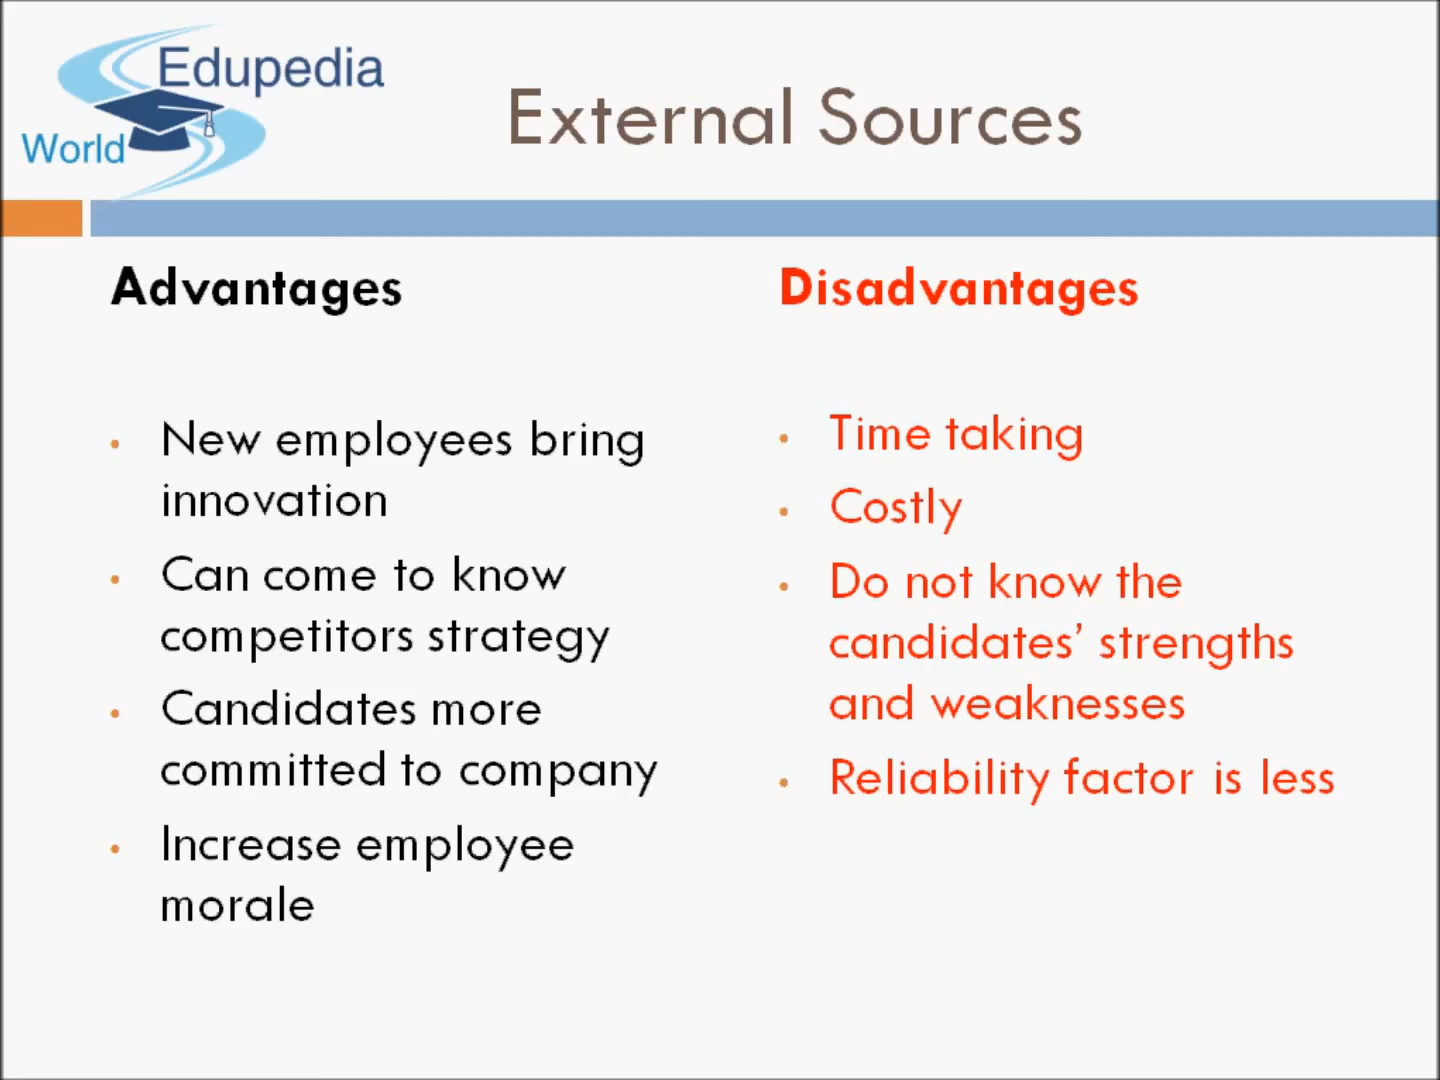 Edupedia
World
External Sources
Advantages
New employees bring
innovation
Can come to know
competitors strategy
Candidates more
committed to company
Increase employee
morale
Disadvantages
Time taking
Costly
Do not know the
candidates’ strengths
and weaknesses
Reliability factor is less